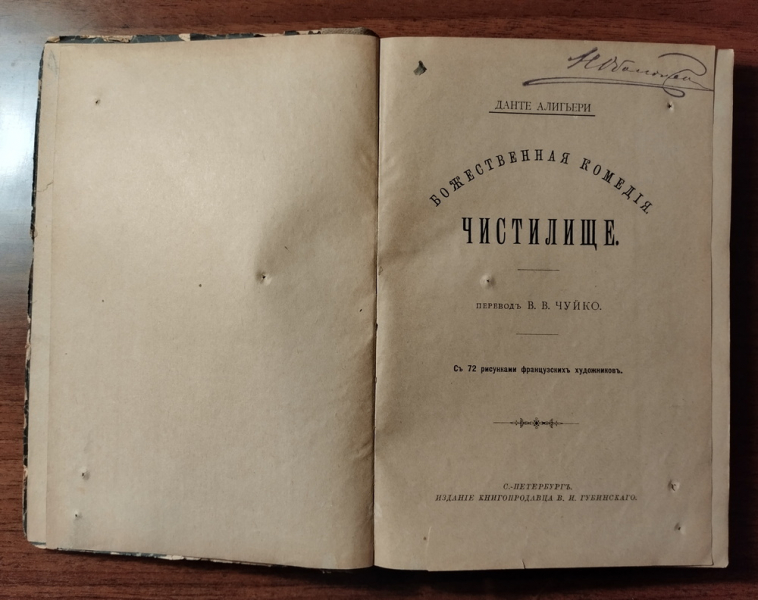 ДАНТЕ АЛИГЬЕРИ
БОЖЕСТВЕННАЯ КОМЕДІЯ.
ЧИСТИЛИЩЕ.
ПЕРЕВОДЪ В. В. ЧУЙКО.
Съ 72 рисунками французскихъ художниковъ.
С.-ПЕТЕРБУРГЪ.
ИЗДАНІЕ КНИГОПРОДАВЦА В. И. ГУБИНСКАГО.